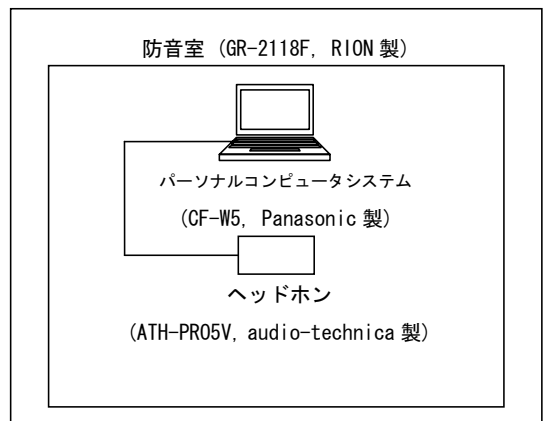 防音室 (GR-2118F, RION 製)
パーソナルコンピュータシステム
(CF-W5, Panasonic 製)
ヘッドホン
(ATH-PRO5V, audio-technica 製)